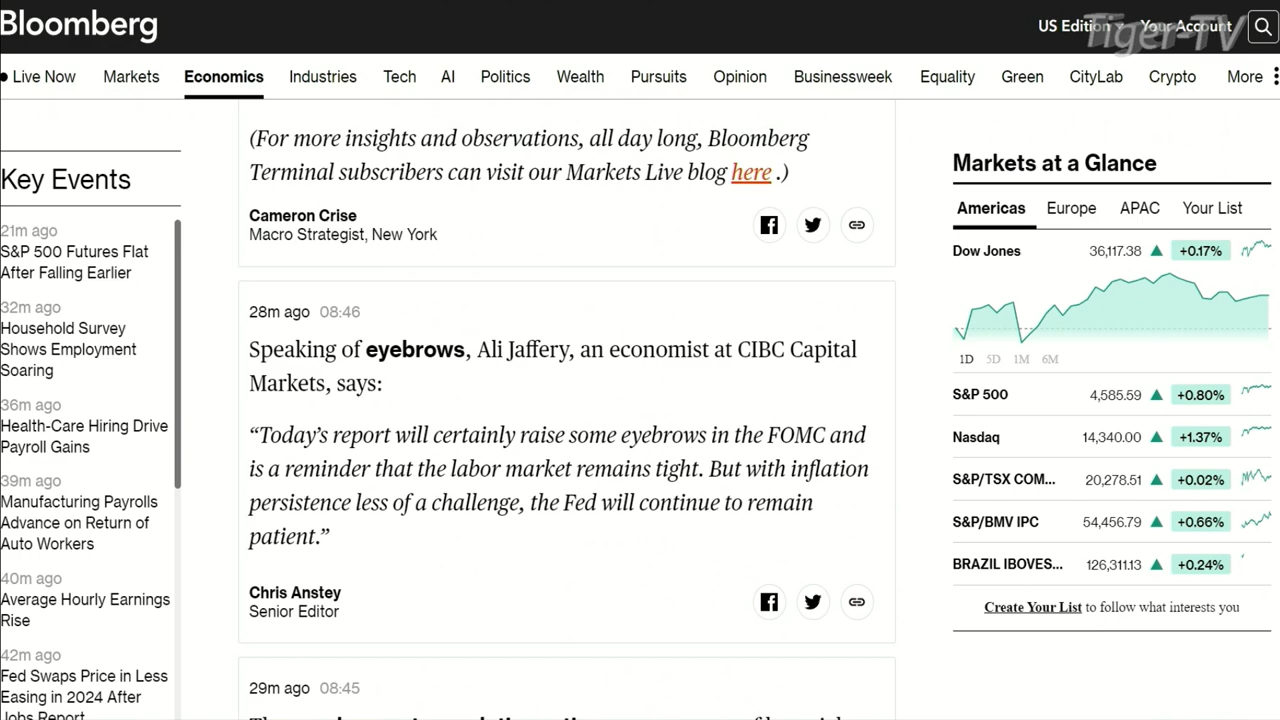 Bloomberg
US Edition
Your Account
Tiger-TV
Live Now Markets Economics Industries Tech AI Politics Wealth Pursuits Opinion Businessweek Equality Green CityLab Crypto More
Key Events
21m ago
S&P 500 Futures Flat
After Falling Earlier
32m ago
Household Survey
Shows Employment
Soaring
36m ago
Health-Care Hiring Drive
Payroll Gains
39m ago
Manufacturing Payrolls
Advance on Return of
Auto Workers
40m ago
Average Hourly Earnings
Rise
42m ago
Fed Swaps Price in Less
Easing in 2024 After
Jobs Report
(For more insights and observations, all day long, Bloomberg
Terminal subscribers can visit our Markets Live blog here .)
Cameron Crise
Macro Strategist, New York
28m ago 08:46
Speaking of eyebrows, Ali Jaffery, an economist at CIBC Capital
Markets, says:
“Today’s report will certainly raise some eyebrows in the FOMC and
is a reminder that the labor market remains tight. But with inflation
persistence less of a challenge, the Fed will continue to remain
patient.”
Chris Anstey
Senior Editor
29m ago 08:45
Markets at a Glance
Americas Europe APAC Your List
Dow Jones 36,117.38 +0.17%
1D 5D 1M 6M
S&P 500 4,585.59 +0.80%
Nasdaq 14,340.00 +1.37%
S&P/TSX COM... 20,278.51 +0.02%
S&P/BMV IPC 54,456.79 +0.66%
BRAZIL IBOVES... 126,311.13 +0.24%
Create Your List to follow what interests you